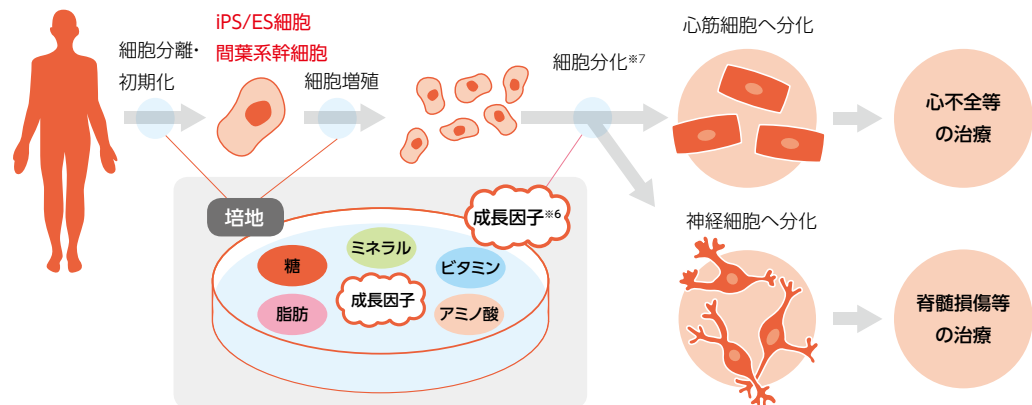 細胞分離・
初期化
iPS/ES細胞
間葉系幹細胞
細胞増殖
細胞分化※7
心筋細胞へ分化
心不全等
の治療
培地
成長因子※6
糖
ミネラル
ビタミン
脂肪
成長因子
アミノ酸
神経細胞へ分化
脊髄損傷等
の治療